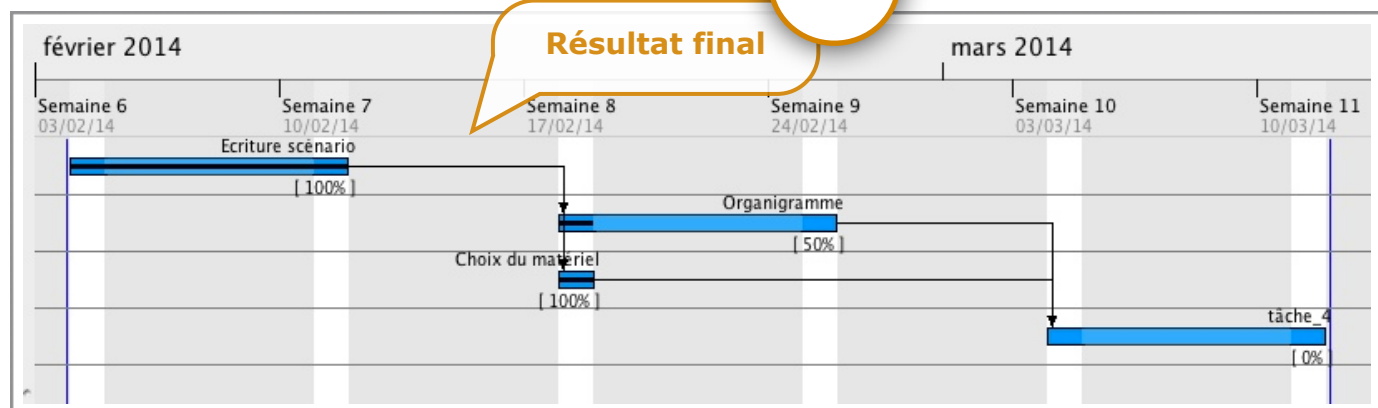 Résultat final
février 2014
mars 2014
Semaine 6
03/02/14
Semaine 7
10/02/14
Semaine 8
17/02/14
Semaine 9
24/02/14
Semaine 10
03/03/14
Semaine 11
10/03/14
Ecriture scénario
[ 100% ]
Organigramme
[ 50% ]
Choix du matériel
[ 100% ]
tâche_4
[ 0% ]